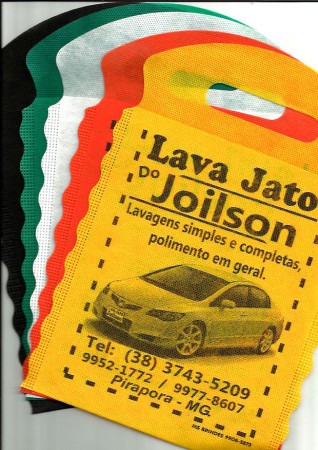 Lava Jato
Do Joilson
Lavagens simples e completas,
polimento em geral.
Tel: (38) 3743-5209
9952-1772 / 9977-8607
Pirapora - MG.